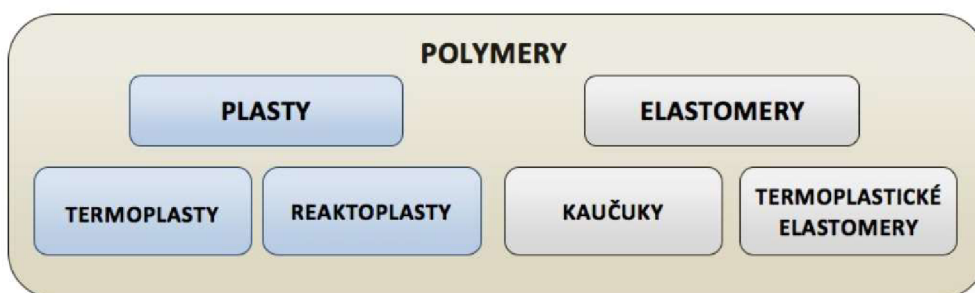 POLYMERY
PLASTY
ELASTOMERY
TERMOPLASTY
REAKTOPLASTY
KAUČUKY
TERMOPLASTICKÉ
ELASTOMERY